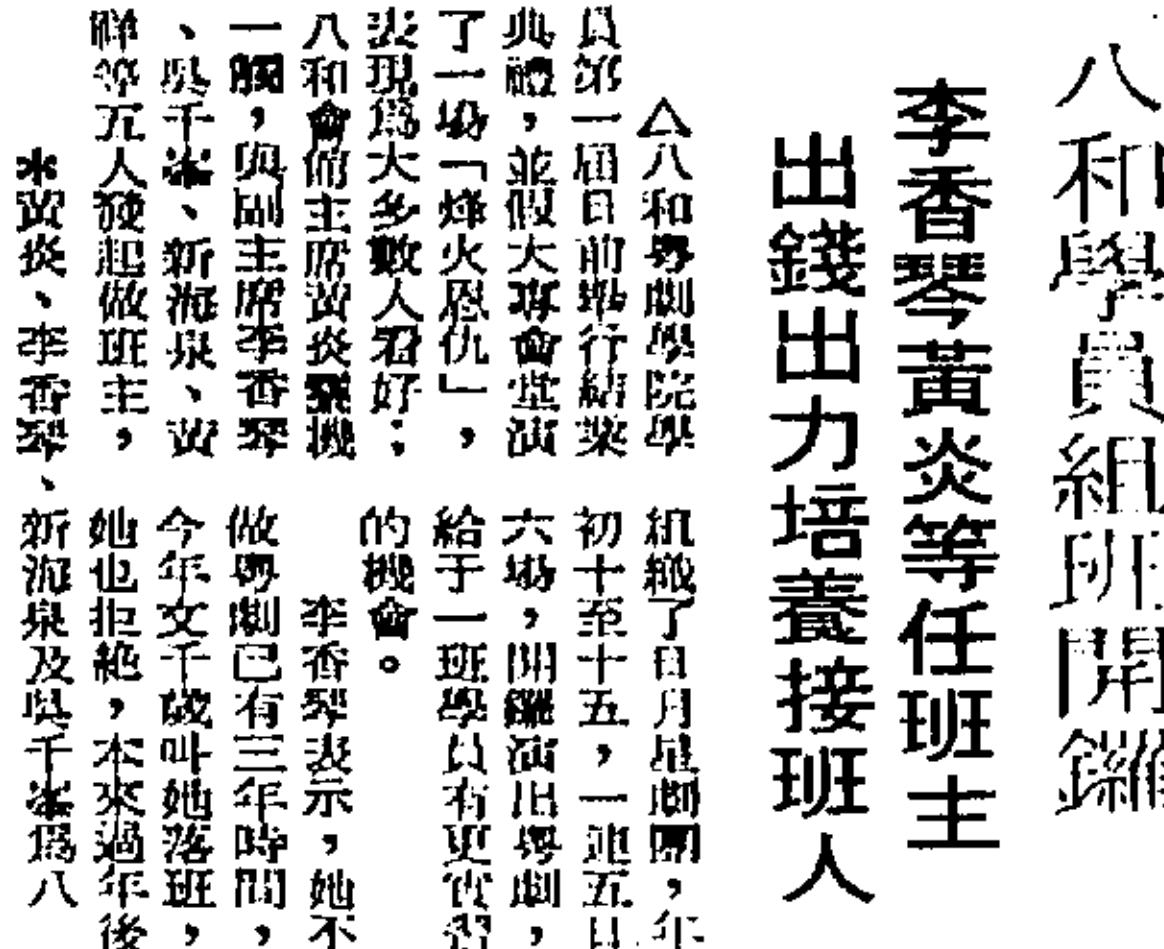 八和學員組班開鑼
李香琴黃炎等任班主
出錢出力培養接班人
△八和粵劇學院學
員第一屆日前舉行結業
典禮，並假大專會堂演
了一場「烽火恩仇」，
表現爲大多數人看好；
八和會館主席黃炎靈機
一觸，與副主席李香琴
、吳千峯、新海泉、黃
等五人發起做班主，
組織了日月星劇團，年
初十至十五，一連五日
六場，開鑼演出粵劇，
給于一班學員有更實習
的機會。
李香琴表示，她不
做粵劇已有三年時間，
今年文千歲叫她落班，
她也拒絕，本來過年後
＊黃炎、李香琴、新海泉及吳千峯爲八